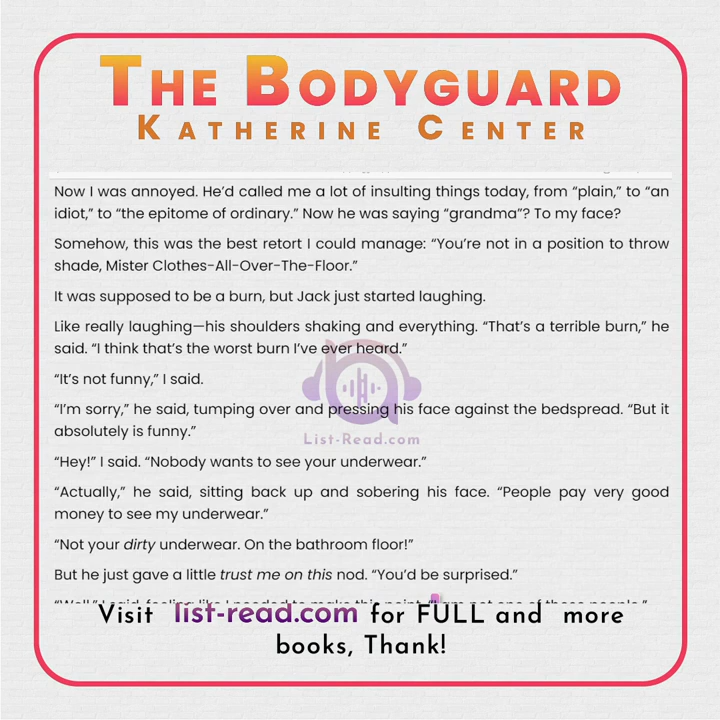 THE BODYGUARD
KATHERINE CENTER
Now I was annoyed. He’d called me a lot of insulting things today, from “plain,” to “an
idiot,” to “the epitome of ordinary.” Now he was saying “grandma”? To my face?
Somehow, this was the best retort I could manage: “You’re not in a position to throw
shade, Mister Clothes-All-Over-The-Floor.”
It was supposed to be a burn, but Jack just started laughing.
Like really laughing—his shoulders shaking and everything. “That’s a terrible burn,” he
said. “I think that’s the worst burn I’ve ever heard.”
“It’s not funny,” I said.
“I’m sorry,” he said, tumping over and pressing his face against the bedspread. “But it
absolutely is funny.”
List-Read.com
“Hey!” I said. “Nobody wants to see your underwear.”
“Actually,” he said, sitting back up and sobering his face. “People pay very good
money to see my underwear.”
“Not your dirty underwear. On the bathroom floor!”
But he just gave a little trust me on this nod. “You’d be surprised.”
Visit list-read.com for FULL and more
books, Thank!